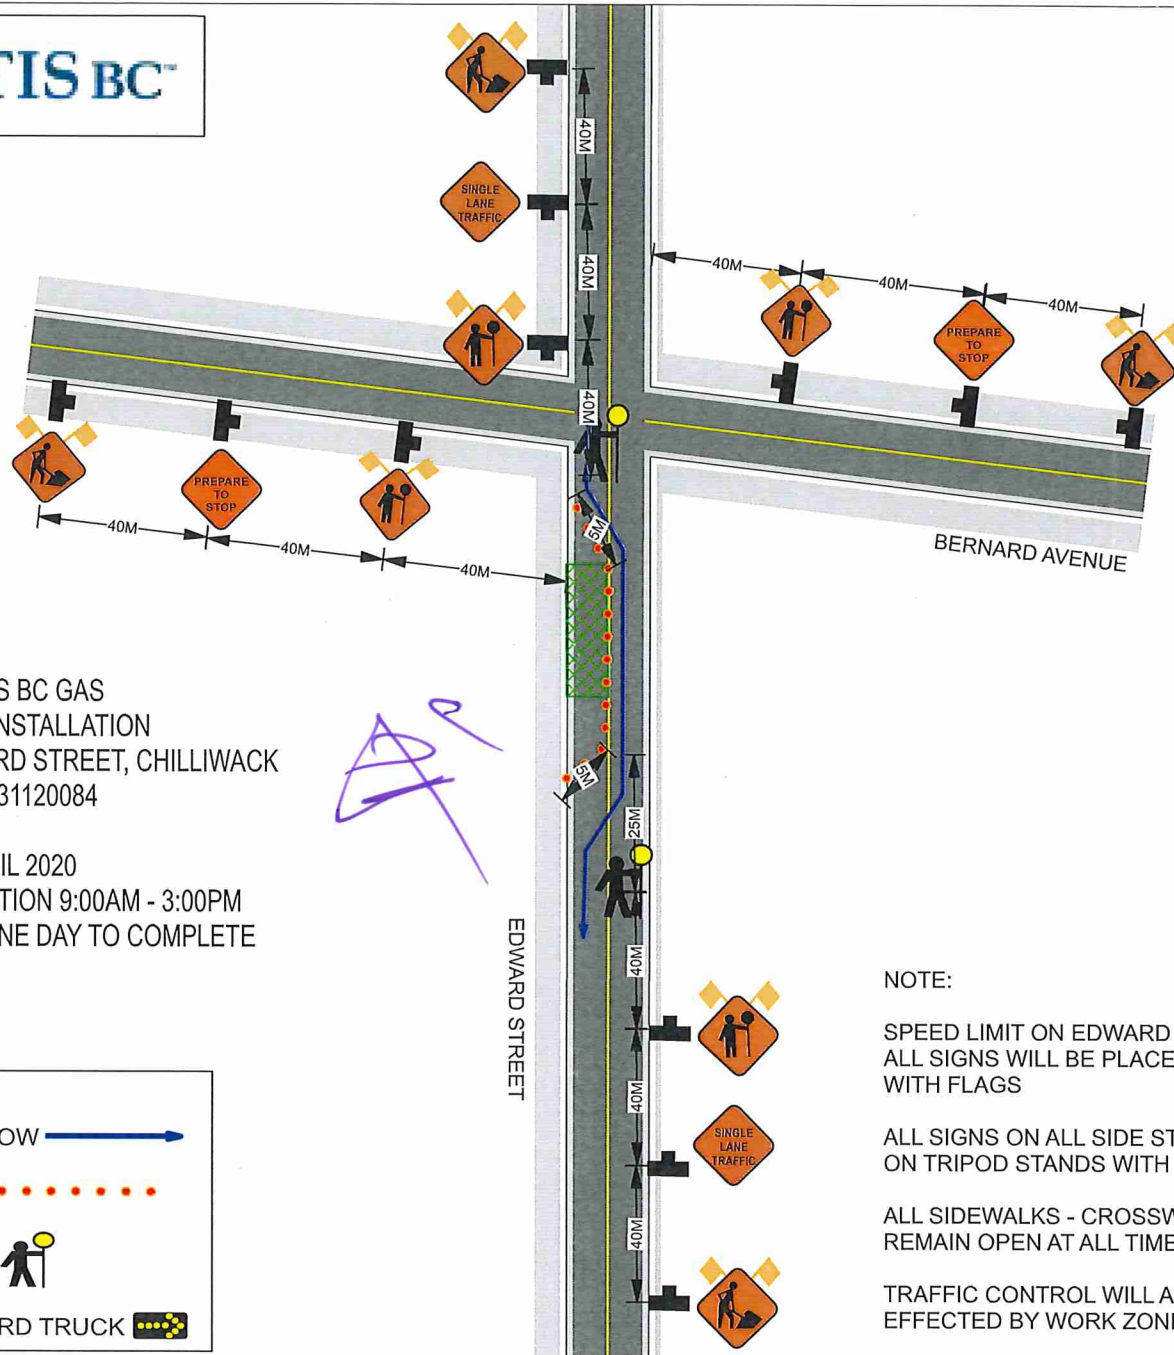 TIS BC™
40M
SINGLE
LANE
TRAFFIC
40M
40M
40M
40M
40M
PREPARE
TO
STOP
PREPARE
TO
STOP
40M
40M
40M
BERNARD AVENUE
5M
S BC GAS
NSTALLATION
RD STREET, CHILLIWACK
31120084
IL 2020
TION 9:00AM - 3:00PM
NE DAY TO COMPLETE
5M
25M
EDWARD STREET
40M
40M
SINGLE
LANE
TRAFFIC
40M
OW
RD TRUCK
NOTE:
SPEED LIMIT ON EDWARD
ALL SIGNS WILL BE PLACE
WITH FLAGS
ALL SIGNS ON ALL SIDE ST
ON TRIPOD STANDS WITH
ALL SIDEWALKS - CROSSW
REMAIN OPEN AT ALL TIME
TRAFFIC CONTROL WILL A
EFFECTED BY WORK ZON